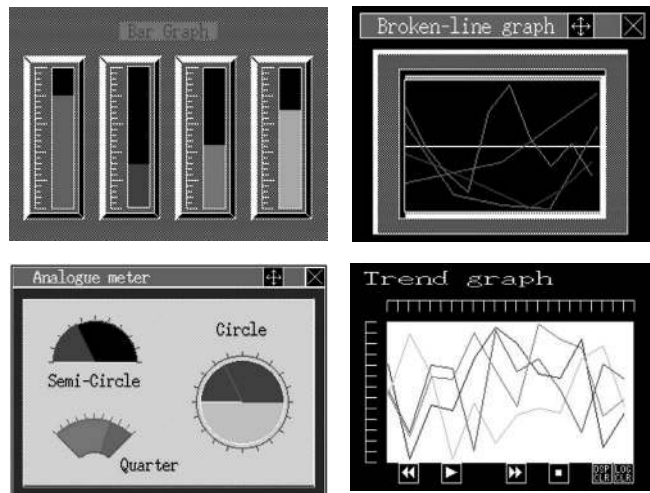 Bar Graph
Broken-line graph
Analogue meter
Circle
Semi-Circle
Quarter
Trend graph
DSP LOG
CLR CLR